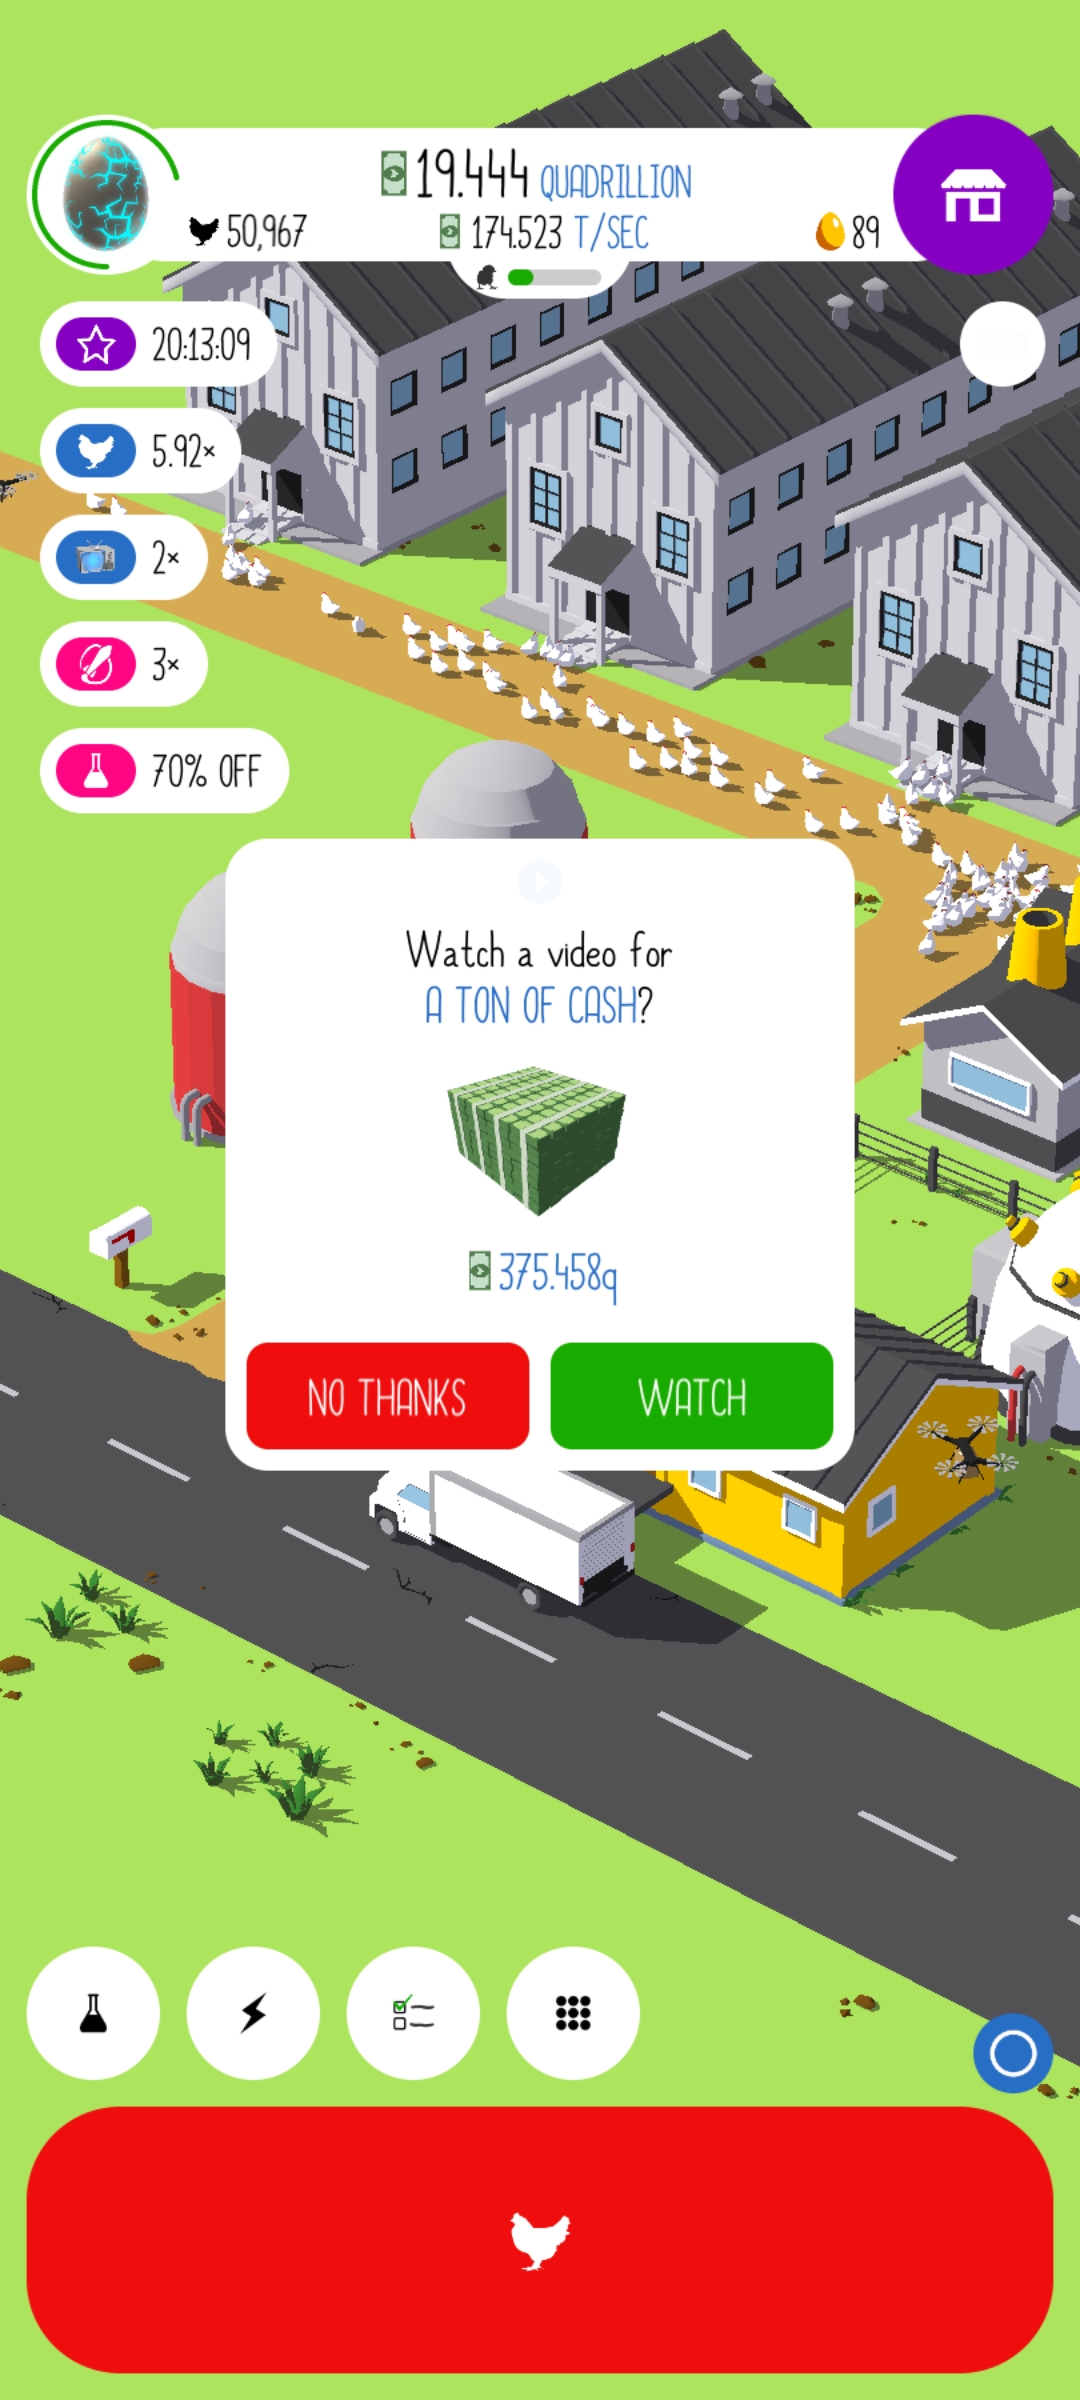 19.444 QUADRILLION
50,967
174.523 T/SEC
89
20:13:09
5.92×
2×
3×
70% OFF
Watch a video for
A TON OF CASH?
375.458q
NO THANKS
WATCH